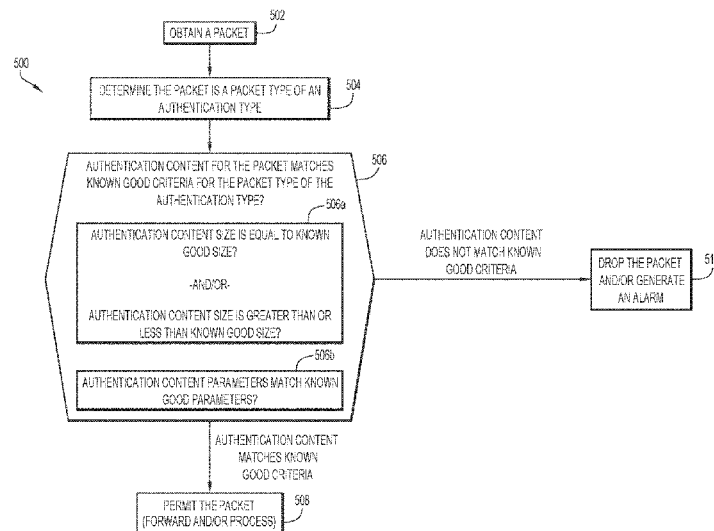 502
OBTAIN A PACKET
500
504
DETERMINE THE PACKET IS A PACKET TYPE OF AN
AUTHENTICATION TYPE
506
AUTHENTICATION CONTENT FOR THE PACKET MATCHES
KNOWN GOOD CRITERIA FOR THE PACKET TYPE OF THE
AUTHENTICATION TYPE?
506a
AUTHENTICATION CONTENT SIZE IS EQUAL TO KNOWN
GOOD SIZE?
-AND/OR-
AUTHENTICATION CONTENT SIZE IS GREATER THAN OR
LESS THAN KNOWN GOOD SIZE?
506b
AUTHENTICATION CONTENT PARAMETERS MATCH KNOWN
GOOD PARAMETERS?
AUTHENTICATION CONTENT
DOES NOT MATCH KNOWN
GOOD CRITERIA
51
DROP THE PACKET
AND/OR GENERATE
AN ALARM
AUTHENTICATION CONTENT
MATCHES KNOWN
GOOD CRITERIA
508
PERMIT THE PACKET
(FORWARD AND/OR PROCESS)